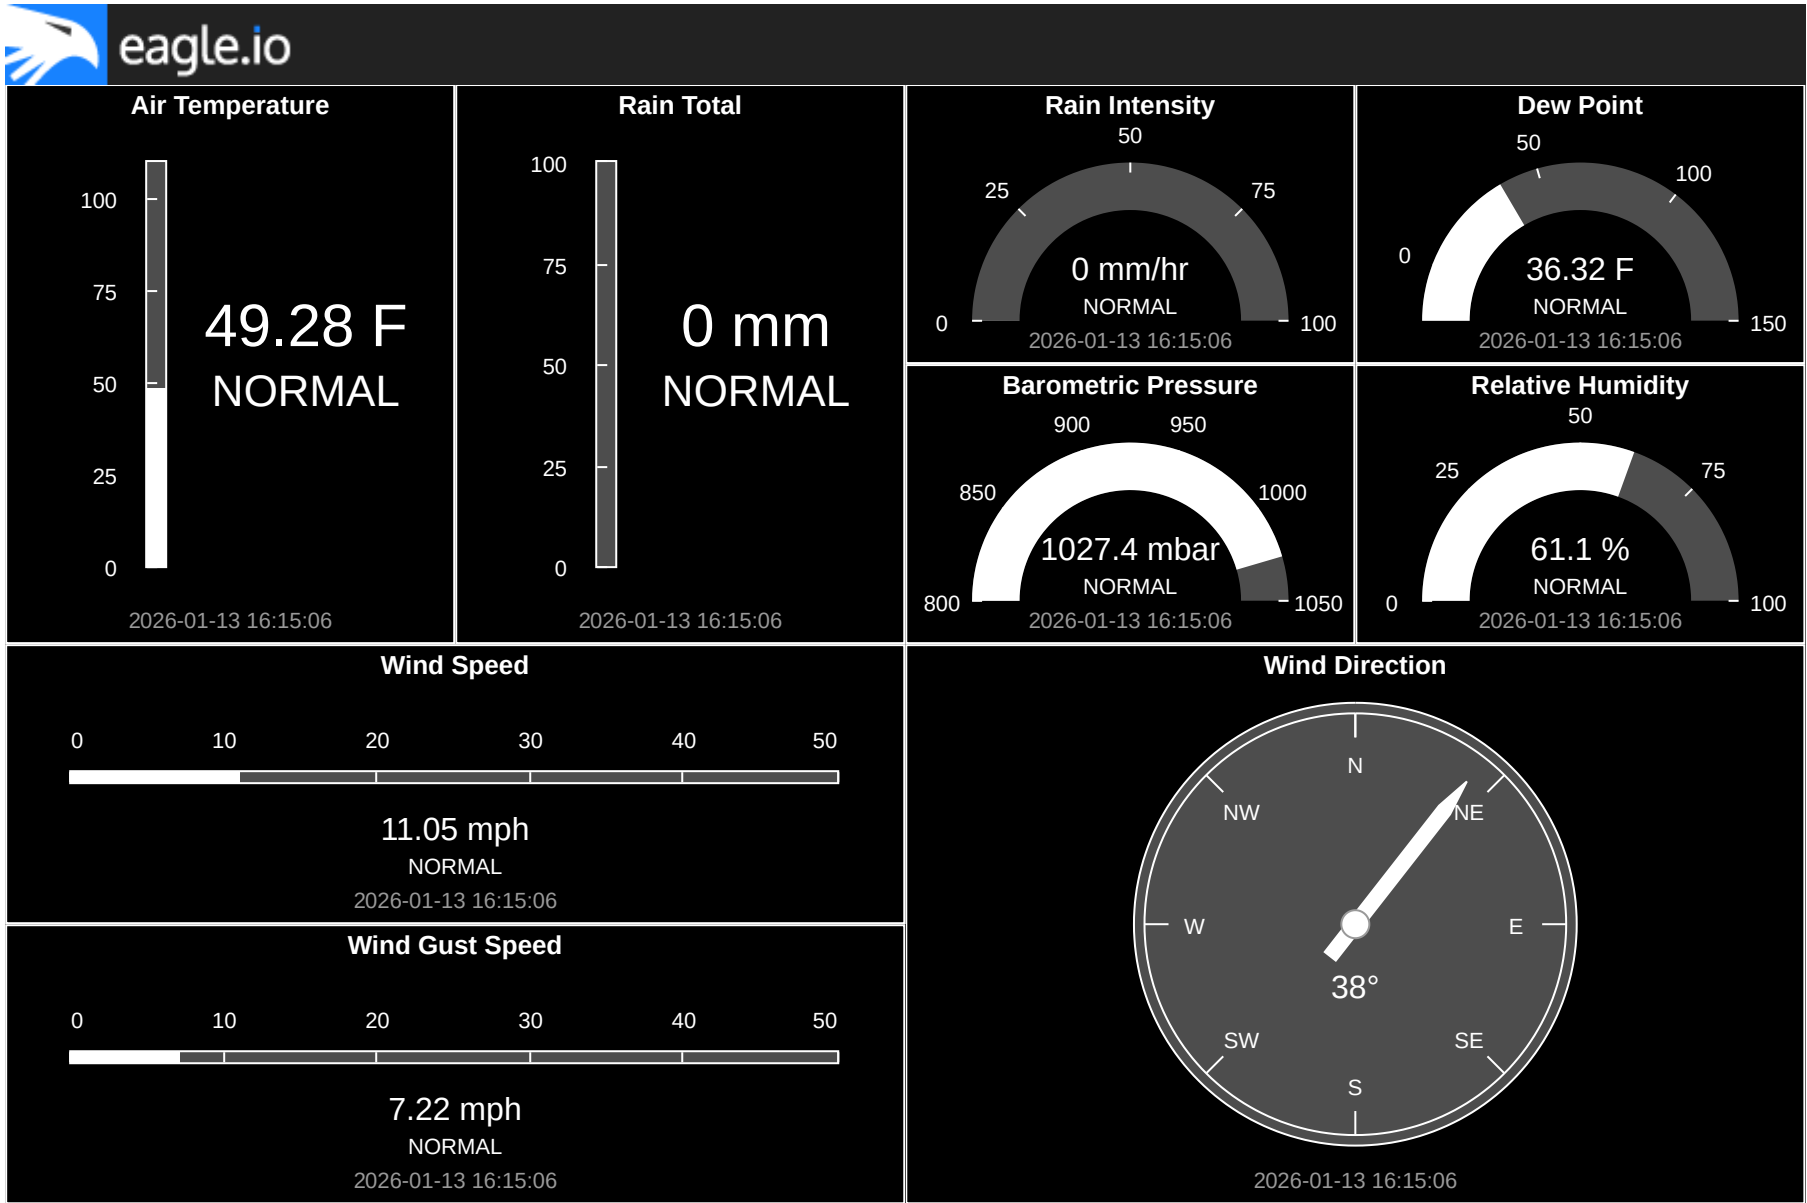 eagle.io
Air Temperature
100
75
50
25
0
49.28 F
NORMAL
2026-01-13 16:15:06
Rain Total
100
75
50
25
0
0 mm
NORMAL
2026-01-13 16:15:06
Rain Intensity
0
25
50
75
100
0 mm/hr
NORMAL
2026-01-13 16:15:06
Dew Point
0
50
100
150
36.32 F
NORMAL
2026-01-13 16:15:06
Barometric Pressure
800
850
900
950
1000
1050
1027.4 mbar
NORMAL
2026-01-13 16:15:06
Relative Humidity
0
25
50
75
100
61.1 %
NORMAL
2026-01-13 16:15:06
Wind Speed
0 10 20 30 40 50
11.05 mph
NORMAL
2026-01-13 16:15:06
Wind Gust Speed
0 10 20 30 40 50
7.22 mph
NORMAL
2026-01-13 16:15:06
Wind Direction
N
NW NE
W E
38°
SW SE
S
2026-01-13 16:15:06